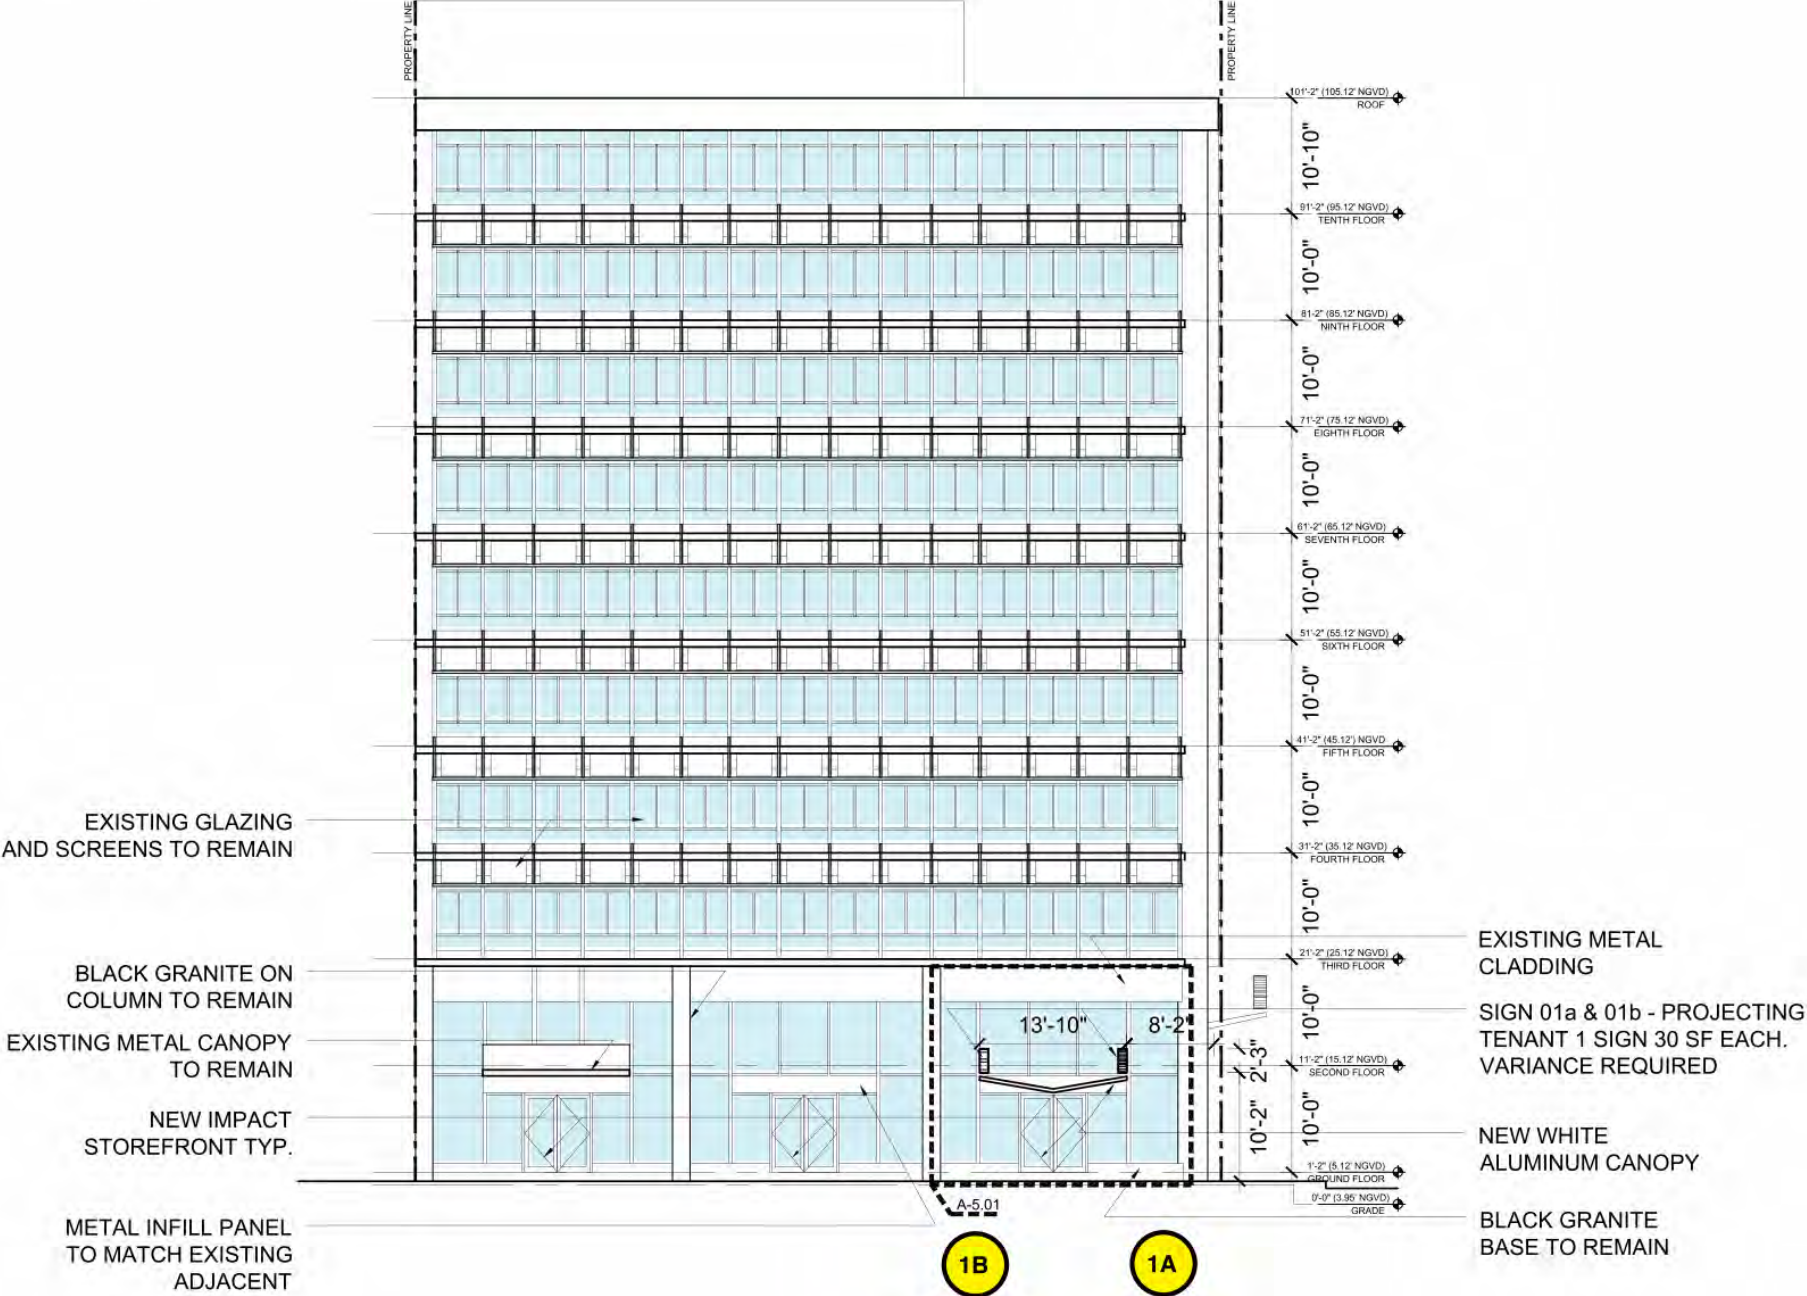 PROPERTY LINE
PROPERTY LINE
101'-2" (105.12' NGVD)
ROOF
10'-10"
91'-2" (95.12' NGVD)
TENTH FLOOR
10'-0"
81'-2" (85.12' NGVD)
NINTH FLOOR
10'-0"
71'-2" (75.12' NGVD)
EIGHTH FLOOR
10'-0"
61'-2" (65.12' NGVD)
SEVENTH FLOOR
10'-0"
51'-2" (55.12' NGVD)
SIXTH FLOOR
10'-0"
41'-2" (45.12') NGVD
FIFTH FLOOR
10'-0"
31'-2" (35.12' NGVD)
FOURTH FLOOR
10'-0"
21'-2" (25.12' NGVD)
THIRD FLOOR
10'-0"
11'-2" (15.12' NGVD)
SECOND FLOOR
10'-0"
1'-2" (5.12' NGVD)
GROUND FLOOR
0'-0" (3.95' NGVD)
GRADE
EXISTING GLAZING
AND SCREENS TO REMAIN
BLACK GRANITE ON
COLUMN TO REMAIN
EXISTING METAL CANOPY
TO REMAIN
NEW IMPACT
STOREFRONT TYP.
METAL INFILL PANEL
TO MATCH EXISTING
ADJACENT
13'-10"
8'-2"
2'-3"
10'-2"
A-5.01
1B
1A
EXISTING METAL
CLADDING
SIGN 01a & 01b - PROJECTING
TENANT 1 SIGN 30 SF EACH.
VARIANCE REQUIRED
NEW WHITE
ALUMINUM CANOPY
BLACK GRANITE
BASE TO REMAIN